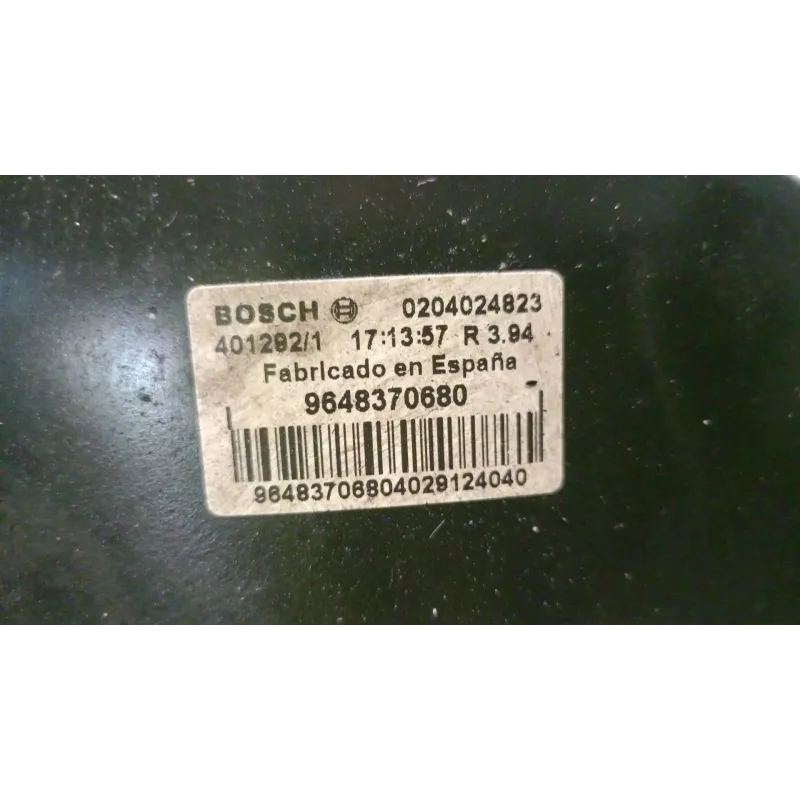 BOSCH 0204024823
401292/1 17:13:57 R 3.94
Fabricado en España
9648370680
96483706804029124040